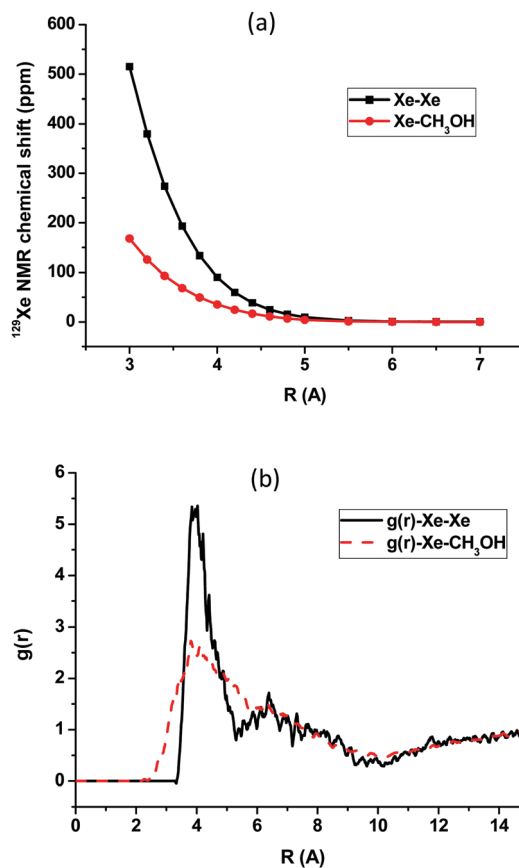 (a)
600
500
400
300
200
100
0
¹²⁹Xe NMR chemical shift (ppm)
Xe-Xe
Xe-CH₃OH
3 4 5 6 7
R (A)
(b)
6
5
4
3
2
1
0
g(r)
g(r)-Xe-Xe
g(r)-Xe-CH₃OH
0 2 4 6 8 10 12 14
R (A)